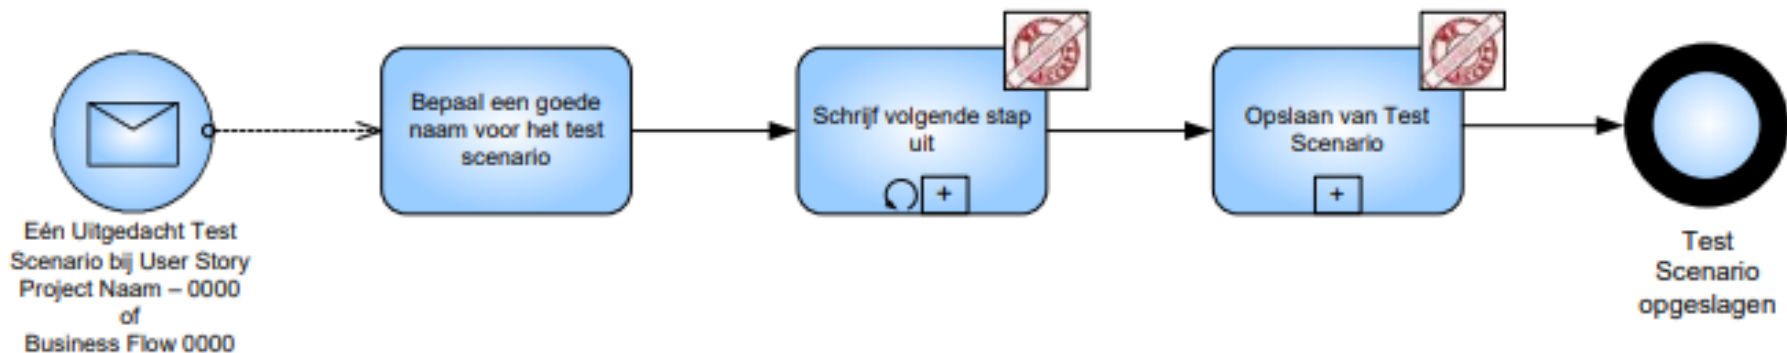 Bepaal een goede
naam voor het test
scenario
Schrijf volgende stap
uit
+
Opslaan van Test
Scenario
+
Eén Uitgedacht Test
Scenario bij User Story
Project Naam – 0000
of
Business Flow 0000
Test
Scenario
opgeslagen